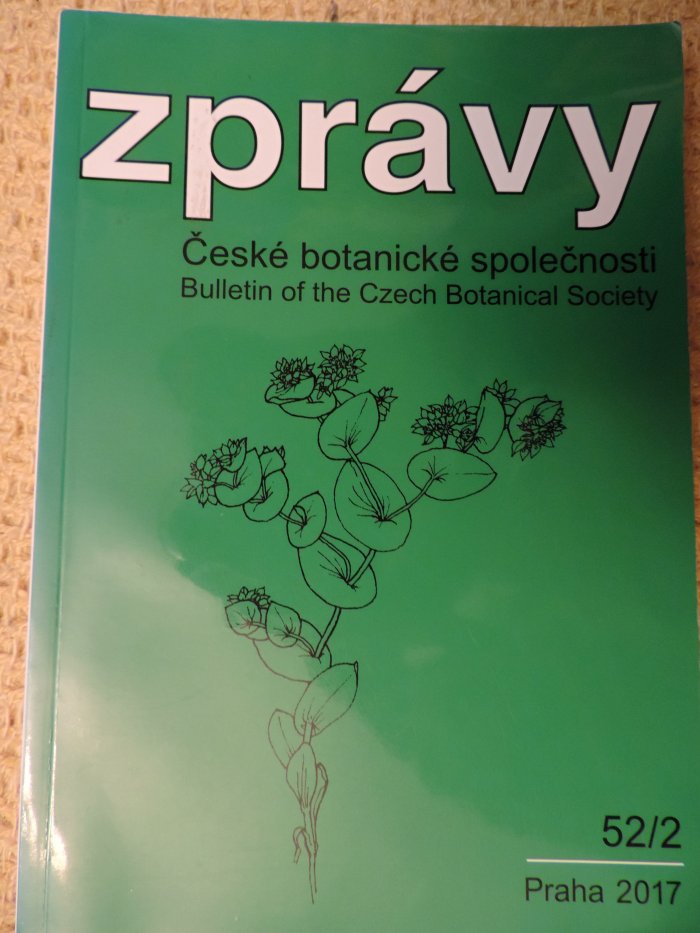 zprávy
České botanické společnosti
Bulletin of the Czech Botanical Society
52/2
Praha 2017